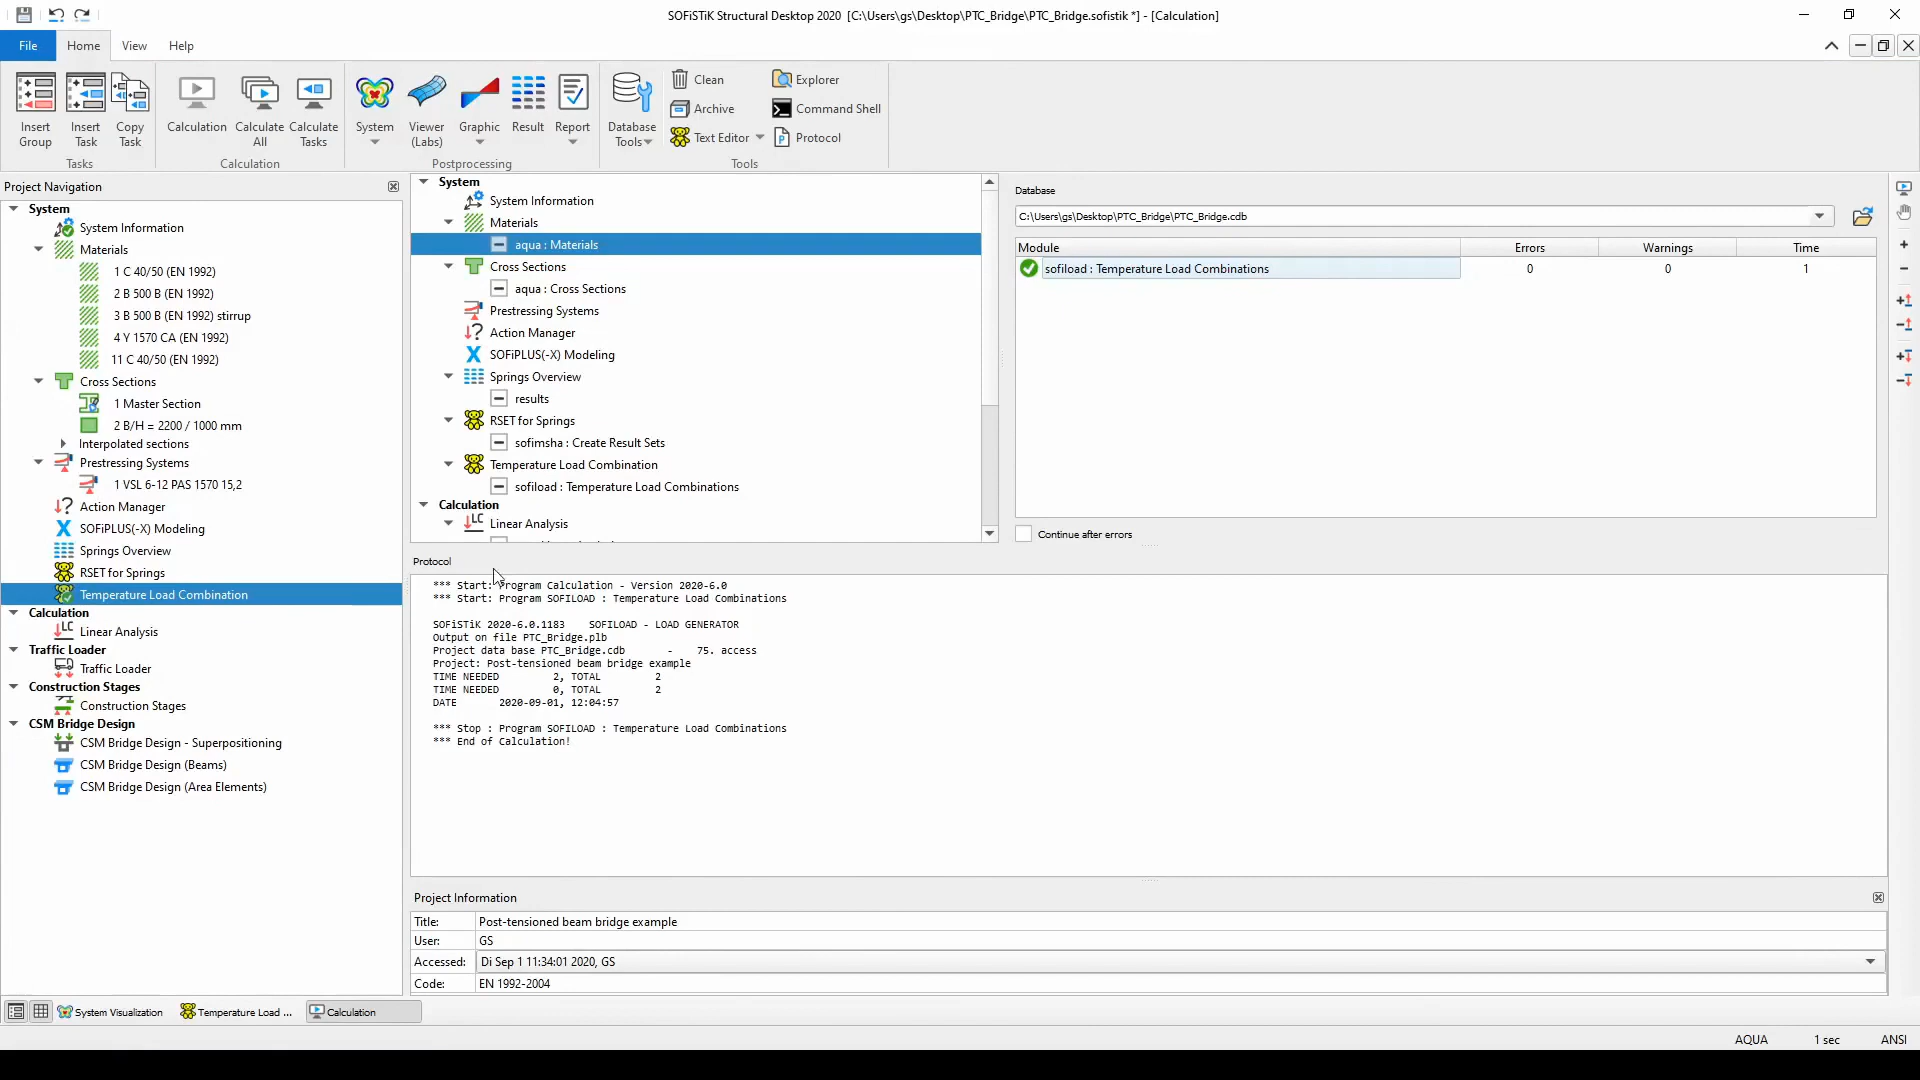 SOFiSTiK Structural Desktop 2020 [C:\Users\gs\Desktop\PTC_Bridge\PTC_Bridge.sofistik *] - [Calculation]
File Home View Help
Insert Group
Insert Task
Copy Task
Tasks
Calculation
Calculate All
Calculate Tasks
Calculation
System
Viewer (Labs)
Graphic
Result
Report
Postprocessing
Database Tools
Clean
Archive
Text Editor
Explorer
Command Shell
Protocol
Tools
Project Navigation
System
System Information
Materials
1 C 40/50 (EN 1992)
2 B 500 B (EN 1992)
3 B 500 B (EN 1992) stirrup
4 Y 1570 CA (EN 1992)
11 C 40/50 (EN 1992)
Cross Sections
1 Master Section
2 B/H = 2200 / 1000 mm
Interpolated sections
Prestressing Systems
1 VSL 6-12 PAS 1570 15,2
Action Manager
SOFiPLUS(-X) Modeling
Springs Overview
RSET for Springs
Temperature Load Combination
Calculation
Linear Analysis
Traffic Loader
Traffic Loader
Construction Stages
Construction Stages
CSM Bridge Design
CSM Bridge Design - Superpositioning
CSM Bridge Design (Beams)
CSM Bridge Design (Area Elements)
System
System Information
Materials
aqua : Materials
Cross Sections
aqua : Cross Sections
Prestressing Systems
Action Manager
SOFiPLUS(-X) Modeling
Springs Overview
results
RSET for Springs
sofimsha : Create Result Sets
Temperature Load Combination
sofiload : Temperature Load Combinations
Calculation
Linear Analysis
Database
C:\Users\gs\Desktop\PTC_Bridge\PTC_Bridge.cdb
Module Errors Warnings Time
sofiload : Temperature Load Combinations 0 0 1
Continue after errors
Protocol
*** Start: Program Calculation - Version 2020-6.0
*** Start: Program SOFILOAD : Temperature Load Combinations
SOFiSTiK 2020-6.0.1183 SOFILOAD - LOAD GENERATOR
Output on file PTC_Bridge.plb
Project data base PTC_Bridge.cdb - 75. access
Project: Post-tensioned beam bridge example
TIME NEEDED 2, TOTAL 2
TIME NEEDED 0, TOTAL 2
DATE 2020-09-01, 12:04:57
*** Stop : Program SOFILOAD : Temperature Load Combinations
*** End of Calculation!
Project Information
Title: Post-tensioned beam bridge example
User: GS
Accessed: Di Sep 1 11:34:01 2020, GS
Code: EN 1992-2004
System Visualization Temperature Load ... Calculation
AQUA 1 sec ANSI